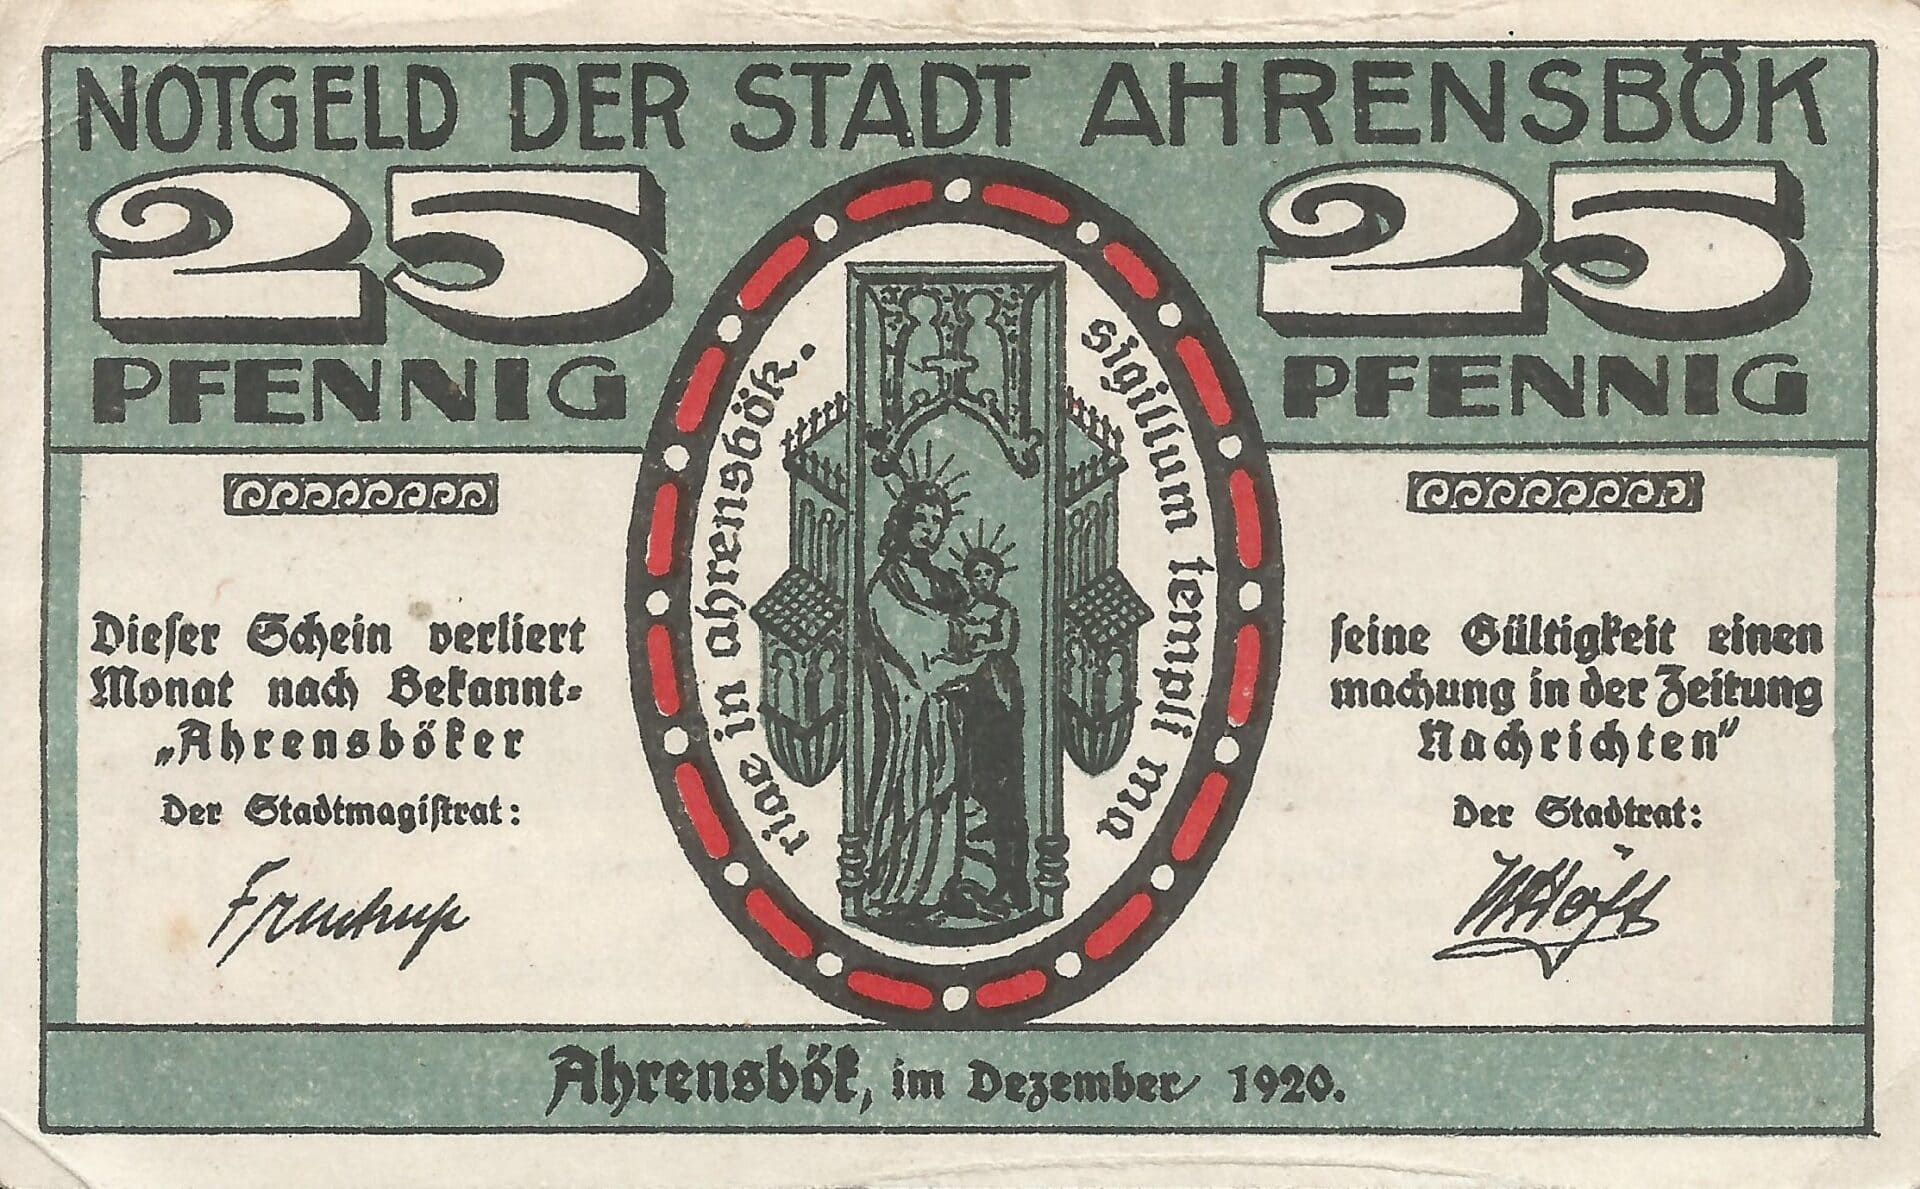 NOTGELD DER STADT AHRENSBÖK
25 25
PFENNIG PFENNIG
sigillum templi ma
riae in ahrensbök.
Dieser Schein verliert seine Gültigkeit einen
Monat nach Bekannt- machung in der Zeitung
„Ahrensböker Nachrichten"
Der Stadtmagistrat: Der Stadtrat:
Ahrensbök, im Dezember 1920.